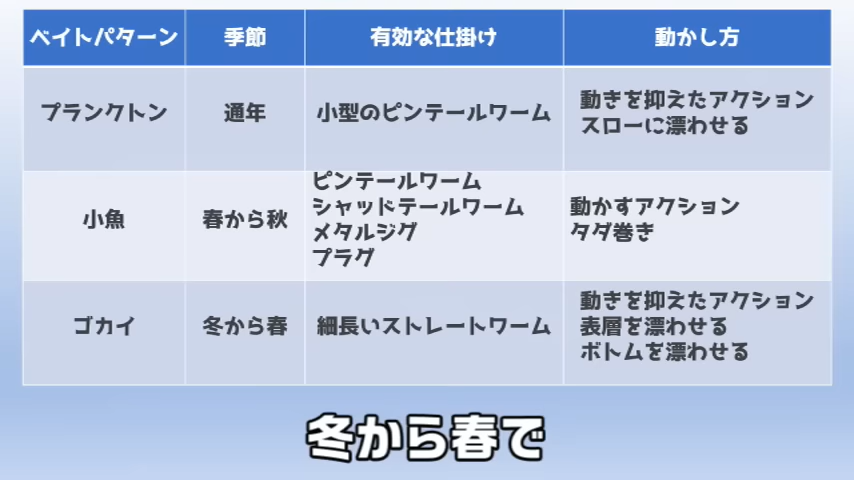 ベイトパターン 季節 有効な仕掛け 動かし方
プランクトン 通年 小型のピンテールワーム 動きを抑えたアクション
スローに漂わせる
小魚 春から秋 ピンテールワーム
シャッドテールワーム
メタルジグ
プラグ
動かすアクション
タダ巻き
ゴカイ 冬から春 細長いストレートワーム 動きを抑えたアクション
表層を漂わせる
ボトムを漂わせる
冬から春で